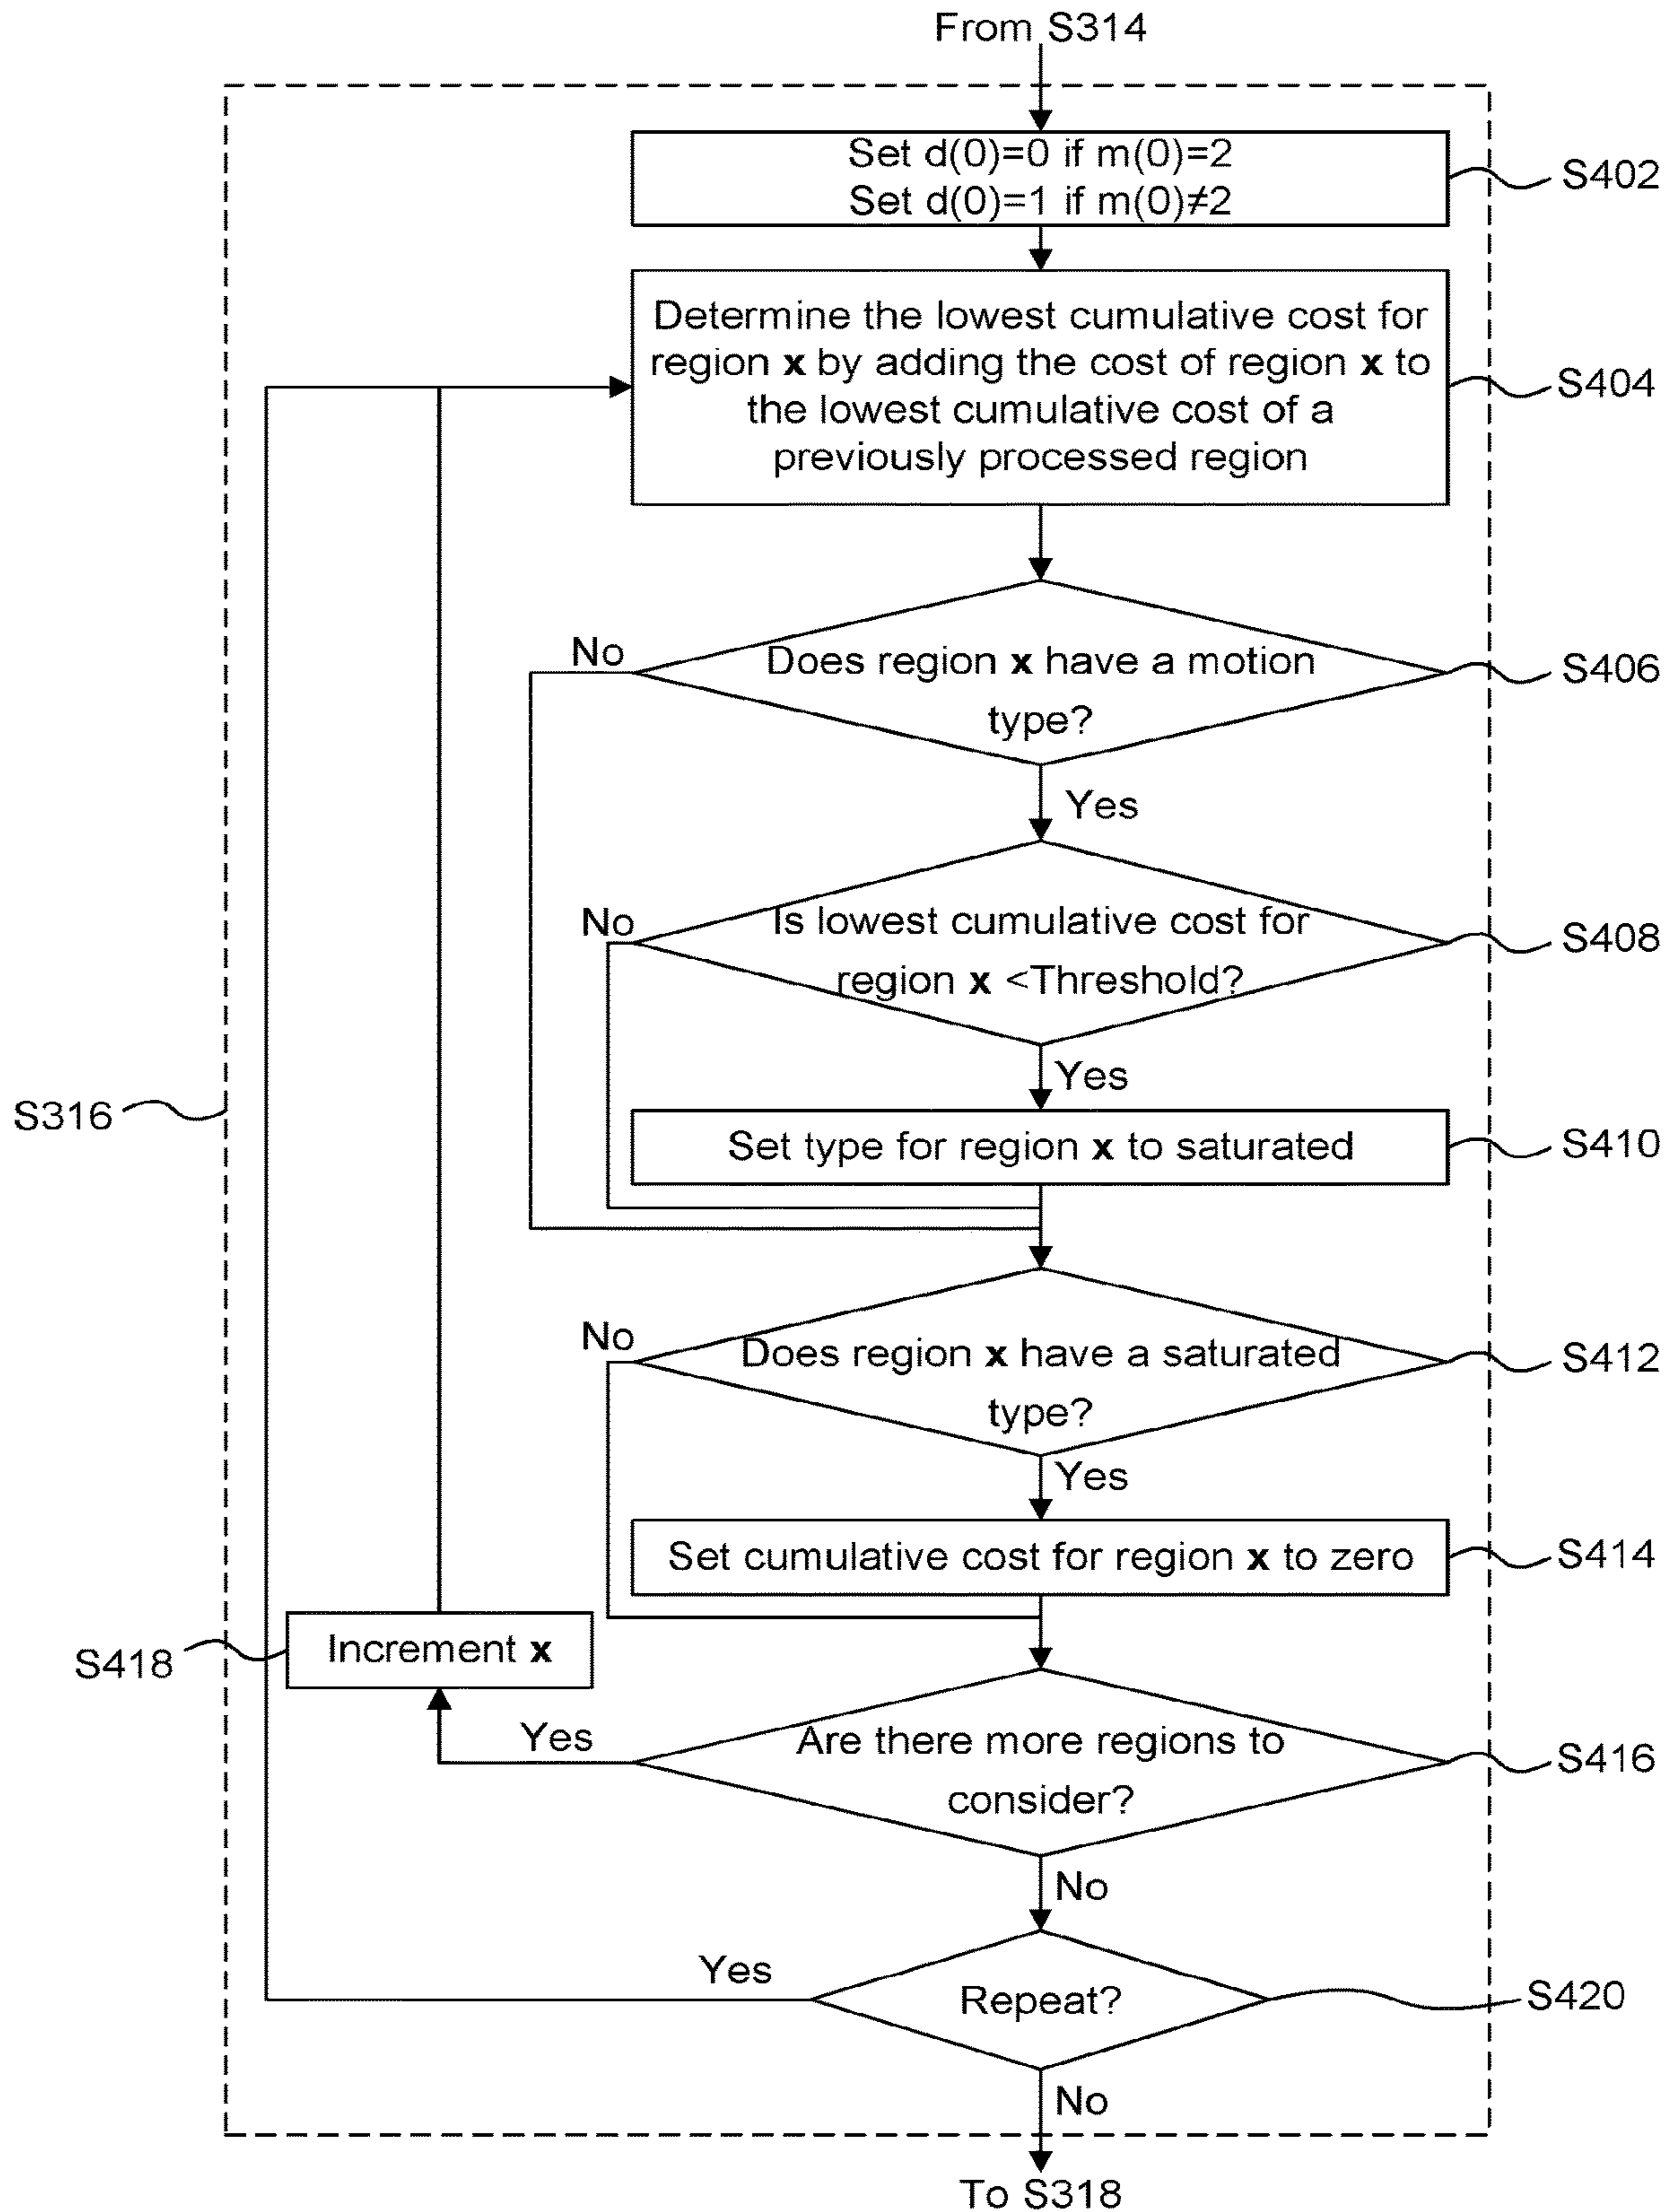 From S314
Set d(0)=0 if m(0)=2
Set d(0)=1 if m(0)≠2
S402
Determine the lowest cumulative cost for
region x by adding the cost of region x to
the lowest cumulative cost of a
previously processed region
S404
No
Does region x have a motion
type?
S406
Yes
No
Is lowest cumulative cost for
region x <Threshold?
S408
Yes
S316
Set type for region x to saturated
S410
No
Does region x have a saturated
type?
S412
Yes
Set cumulative cost for region x to zero
S414
S418
Increment x
Yes
Are there more regions to
consider?
S416
No
Yes
Repeat?
S420
No
To S318